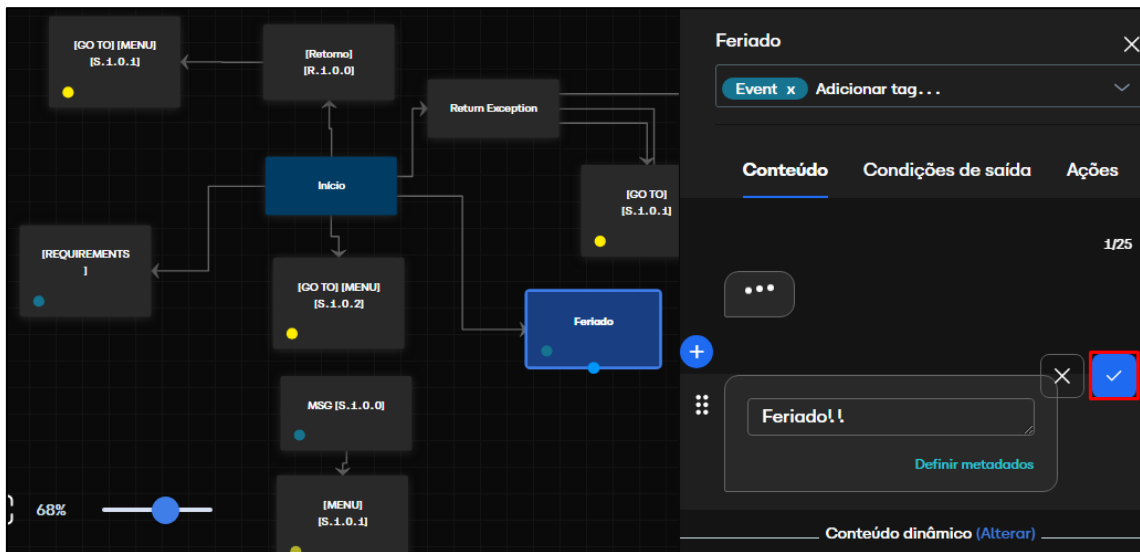 [GO TO] [MENU]
[S.1.0.1]
[Retorno]
[R.1.0.0]
Return Exception
Início
[GO TO]
[S.1.0.1]
[REQUIREMENTS
]
[GO TO] [MENU]
[S.1.0.2]
Feriado
MSG [S.1.0.0]
[MENU]
[S.1.0.1]
68%
Feriado
Event x Adicionar tag...
Conteúdo Condições de saída Ações
1/25
Feriado!!
Definir metadados
Conteúdo dinâmico (Alterar)